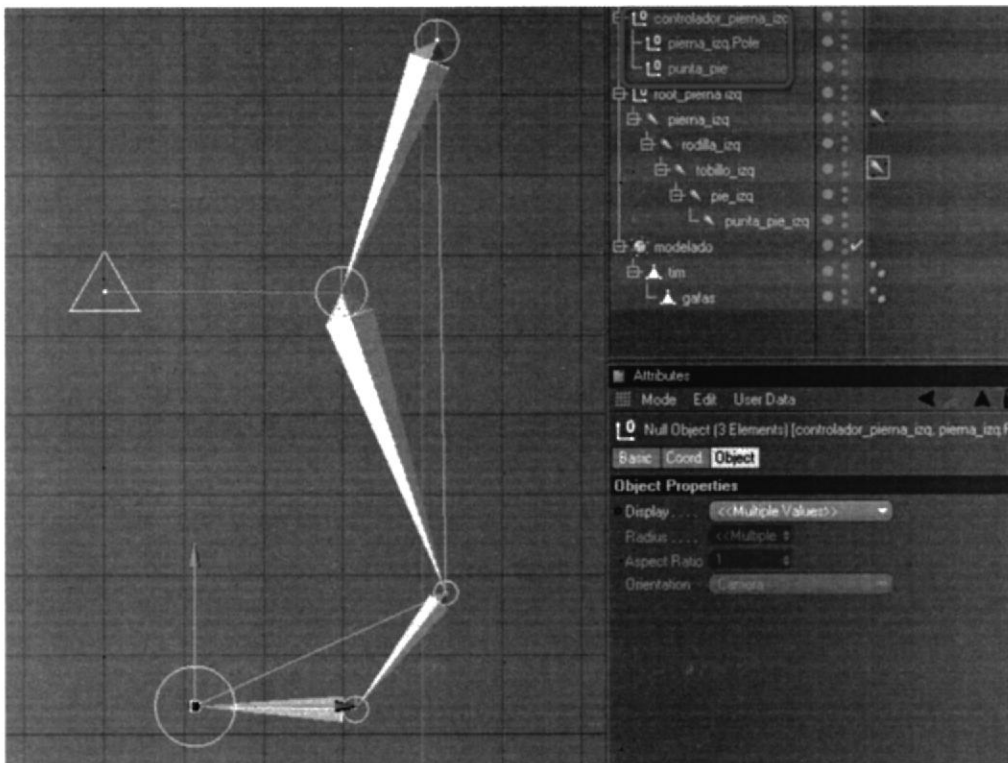 controlador_pierna_izq
pierna_izq.Pole
punta_pie
root_pierna izq
pierna_izq
rodilla_izq
tobillo_izq
pie_izq
punta_pie_izq
modelado
tim
gafas
Attributes
Mode Edit User Data
Null Object (3 Elements) [controlador_pierna_izq, pierna_izq.P
Basic Coord. Object
Object Properties
Display . . . . <<Multiple Values>>
Radius . . . . <<Multiple
Aspect Ratio 1
Orientation Camera